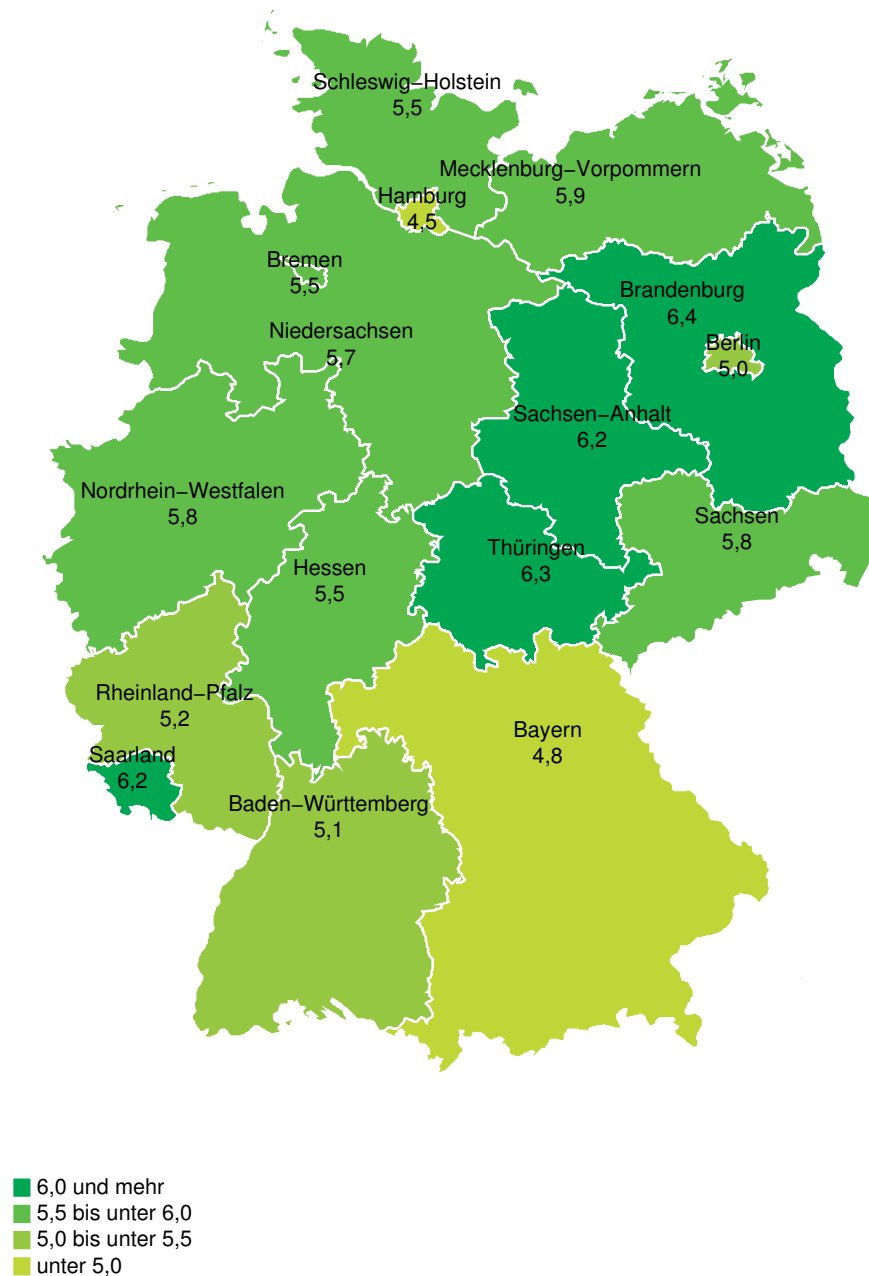 Schleswig–Holstein
5,5
Mecklenburg–Vorpommern
5,9
Hamburg
4,5
Bremen
5,5
Brandenburg
6,4
Niedersachsen
5,7
Berlin
5,0
Sachsen–Anhalt
6,2
Nordrhein–Westfalen
5,8
Sachsen
5,8
Thüringen
6,3
Hessen
5,5
Rheinland–Pfalz
5,2
Bayern
4,8
Saarland
6,2
Baden–Württemberg
5,1
6,0 und mehr
5,5 bis unter 6,0
5,0 bis unter 5,5
unter 5,0